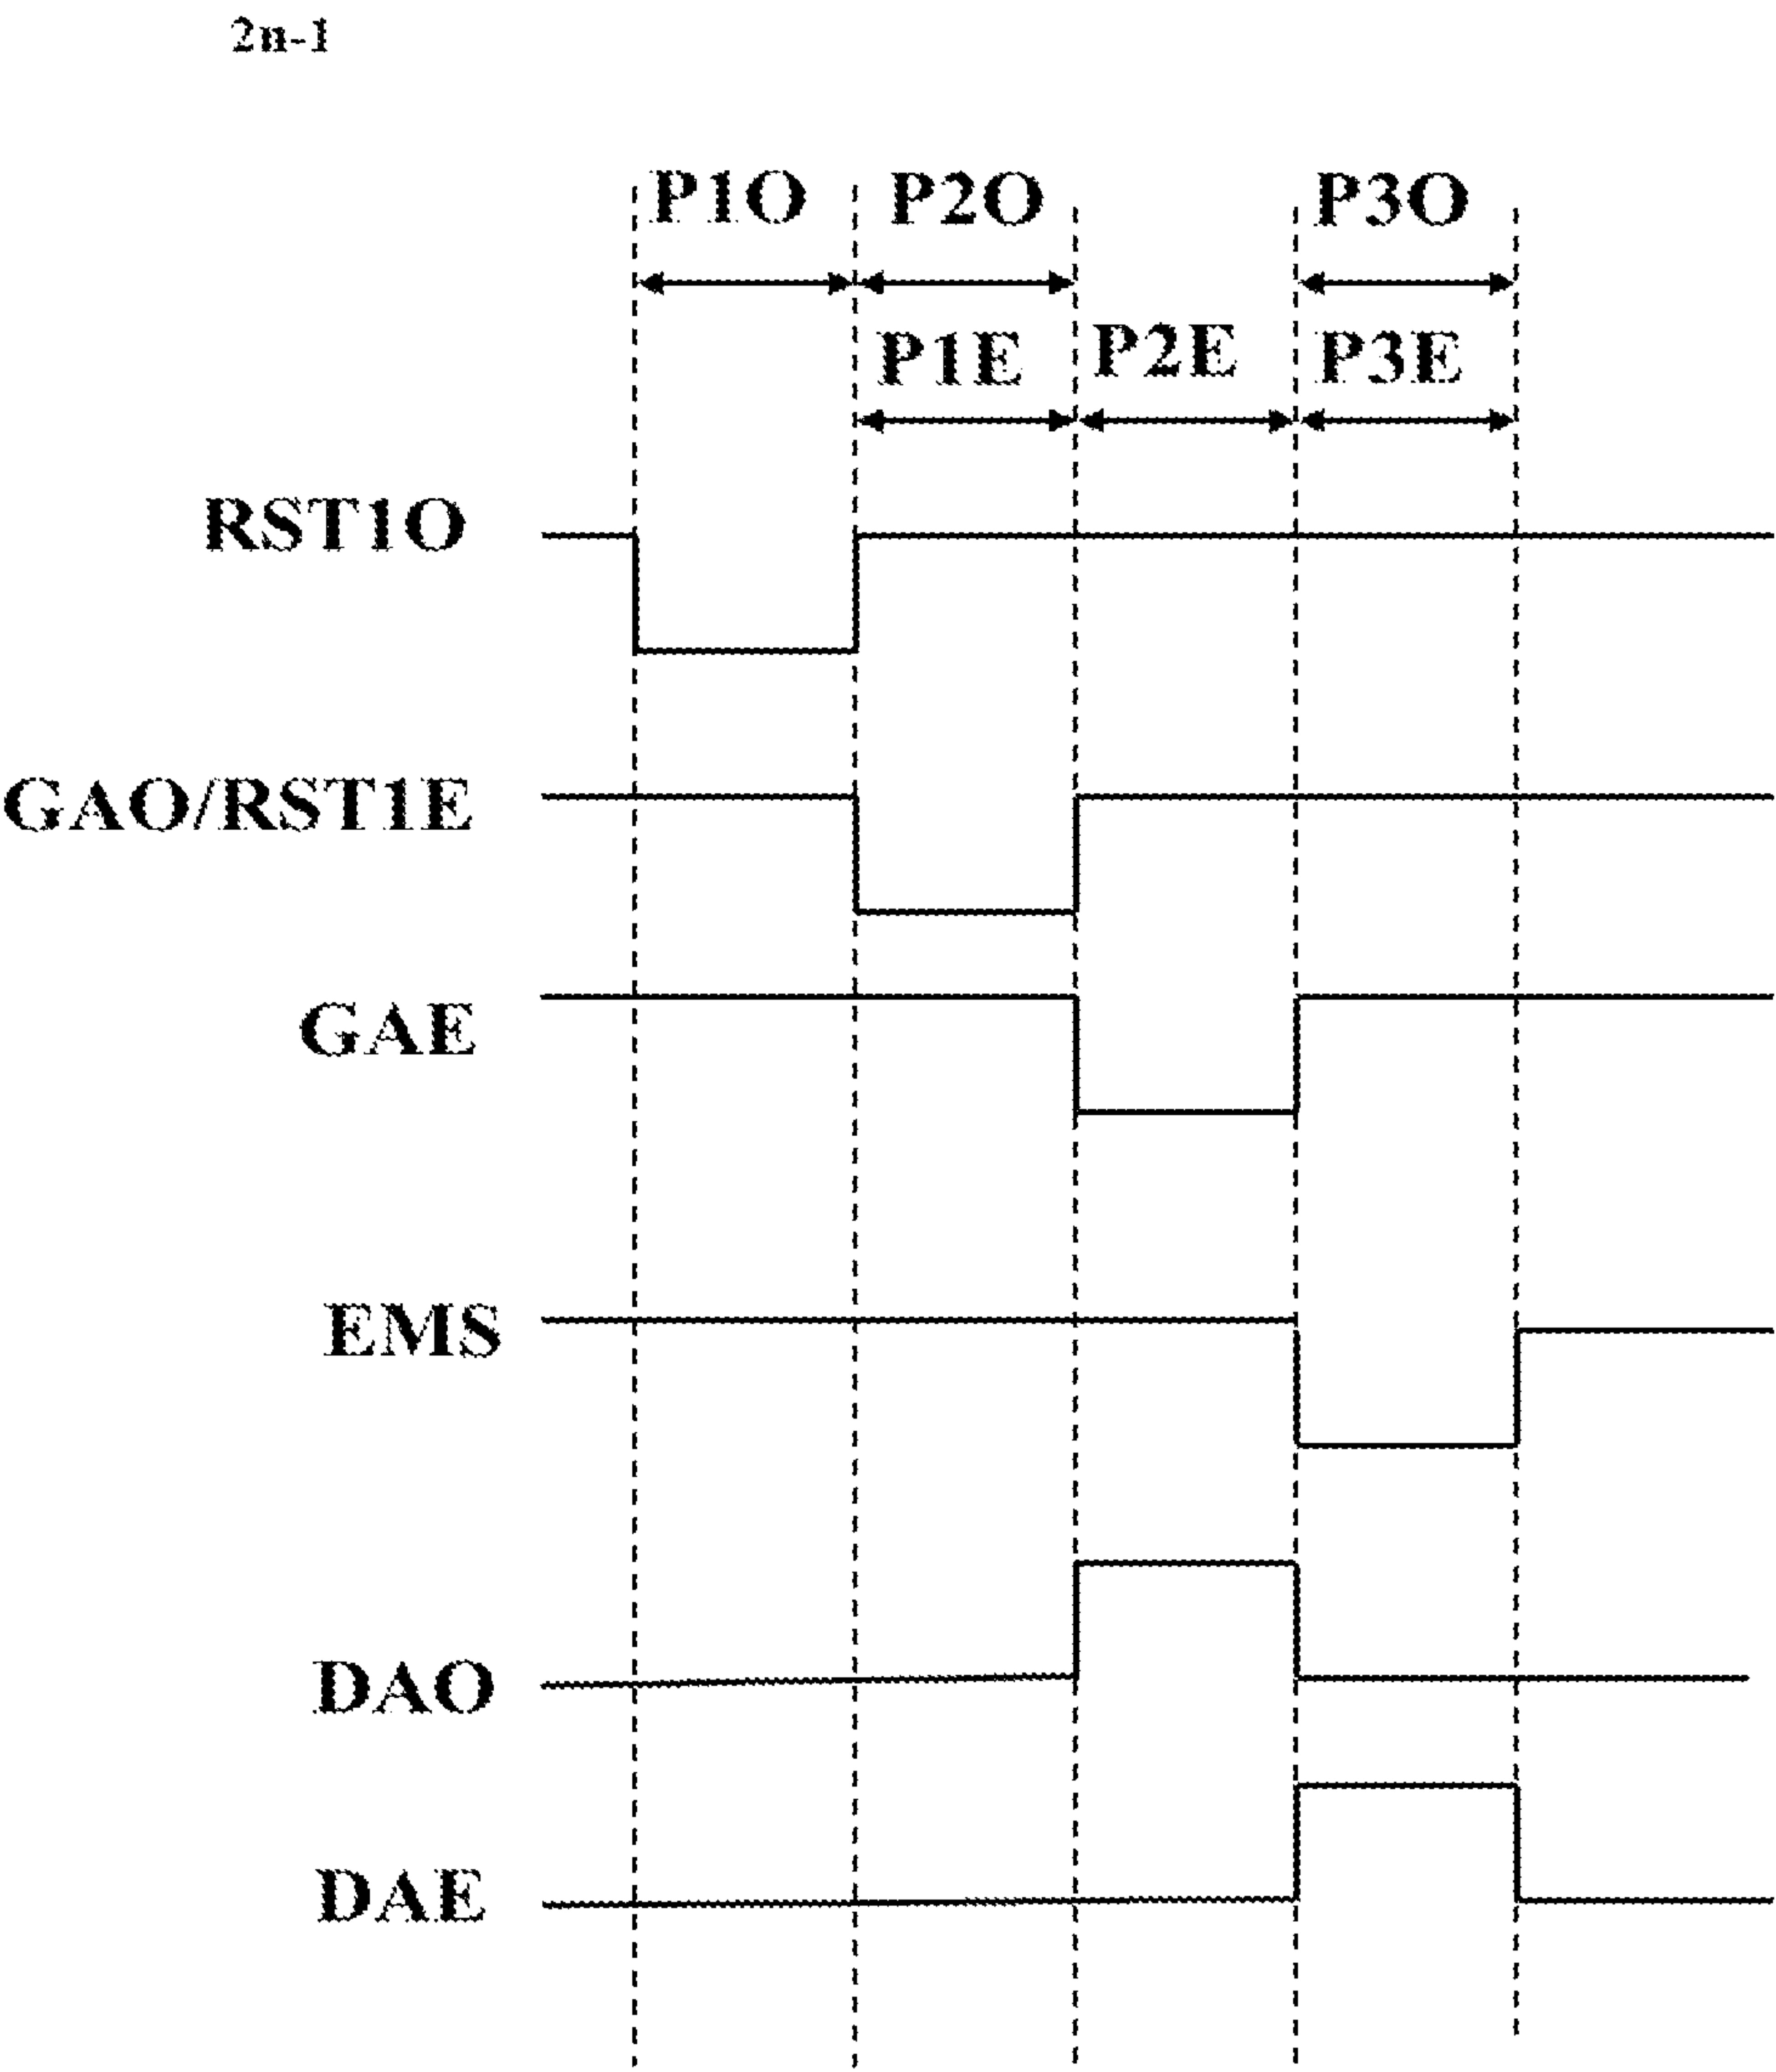 2n-1
P1O P2O P3O
P1E P2E P3E
RST1O
GAO/RST1E
GAE
EMS
DAO
DAE